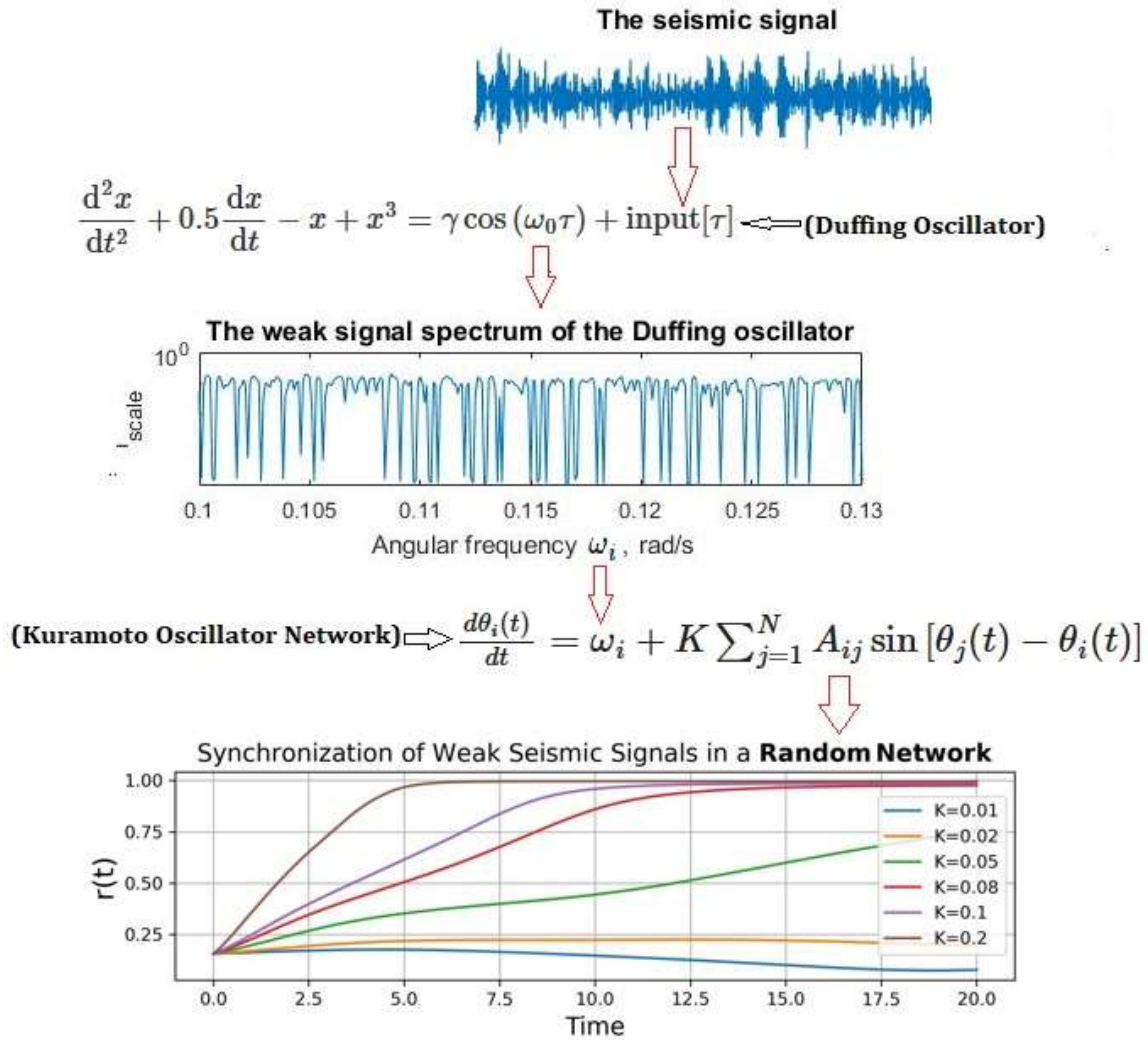 The seismic signal
d²x/dt² + 0.5 dx/dt − x + x³ = γ cos (ω₀τ) + input[τ] (Duffing Oscillator)
The weak signal spectrum of the Duffing oscillator
10⁰
scale
0.1 0.105 0.11 0.115 0.12 0.125 0.13
Angular frequency ωᵢ, rad/s
(Kuramoto Oscillator Network) dθᵢ(t)/dt = ωᵢ + K ∑ⱼ₌₁ᴺ Aᵢⱼ sin [θⱼ(t) − θᵢ(t)]
Synchronization of Weak Seismic Signals in a Random Network
1.00
0.75
0.50
0.25
r(t)
K=0.01
K=0.02
K=0.05
K=0.08
K=0.1
K=0.2
0.0 2.5 5.0 7.5 10.0 12.5 15.0 17.5 20.0
Time